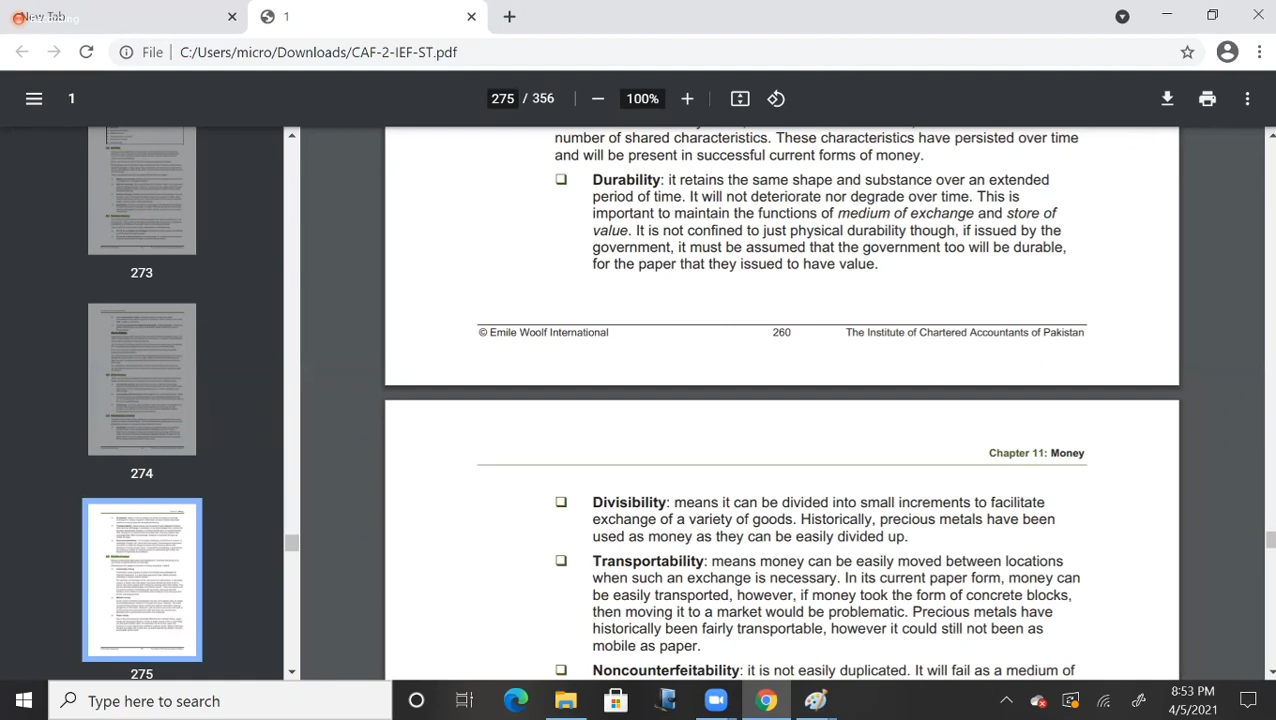 New Tab
1
File
C:/Users/micro/Downloads/CAF-2-IEF-ST.pdf
1
275 / 356
100%
273
274
275
number of shared characteristics. These characteristics have persisted over time
and will be present in successful current forms of money.
❑ Durability: it retains the same shape and substance over an extended
period of time. It will not deteriorate nor degrade over time. This is
important to maintain the functions of medium of exchange and store of
value. It is not confined to just physical durability though, if issued by the
government, it must be assumed that the government too will be durable,
for the paper that they issued to have value.
© Emile Woolf International
260
The Institute of Chartered Accountants of Pakistan
Chapter 11: Money
❑ Divisibility: means it can be divided into small increments to facilitate
exchange of a variety of goods. Historically, precious metals have been
used as money as they can be easily divided up.
❑ Transportability: means money can be easily moved between locations
when such an exchange is necessary. In its current paper form, money can
be easily transported, however, if money took the form of concrete blocks,
then moving it to a market would be problematic. Precious metals have
historically been fairly transportable, however it could still not been as
mobile as paper.
❑ Noncounterfeitability: it is not easily duplicated. It will fail as a medium of
Type here to search
8:53 PM
4/5/2021